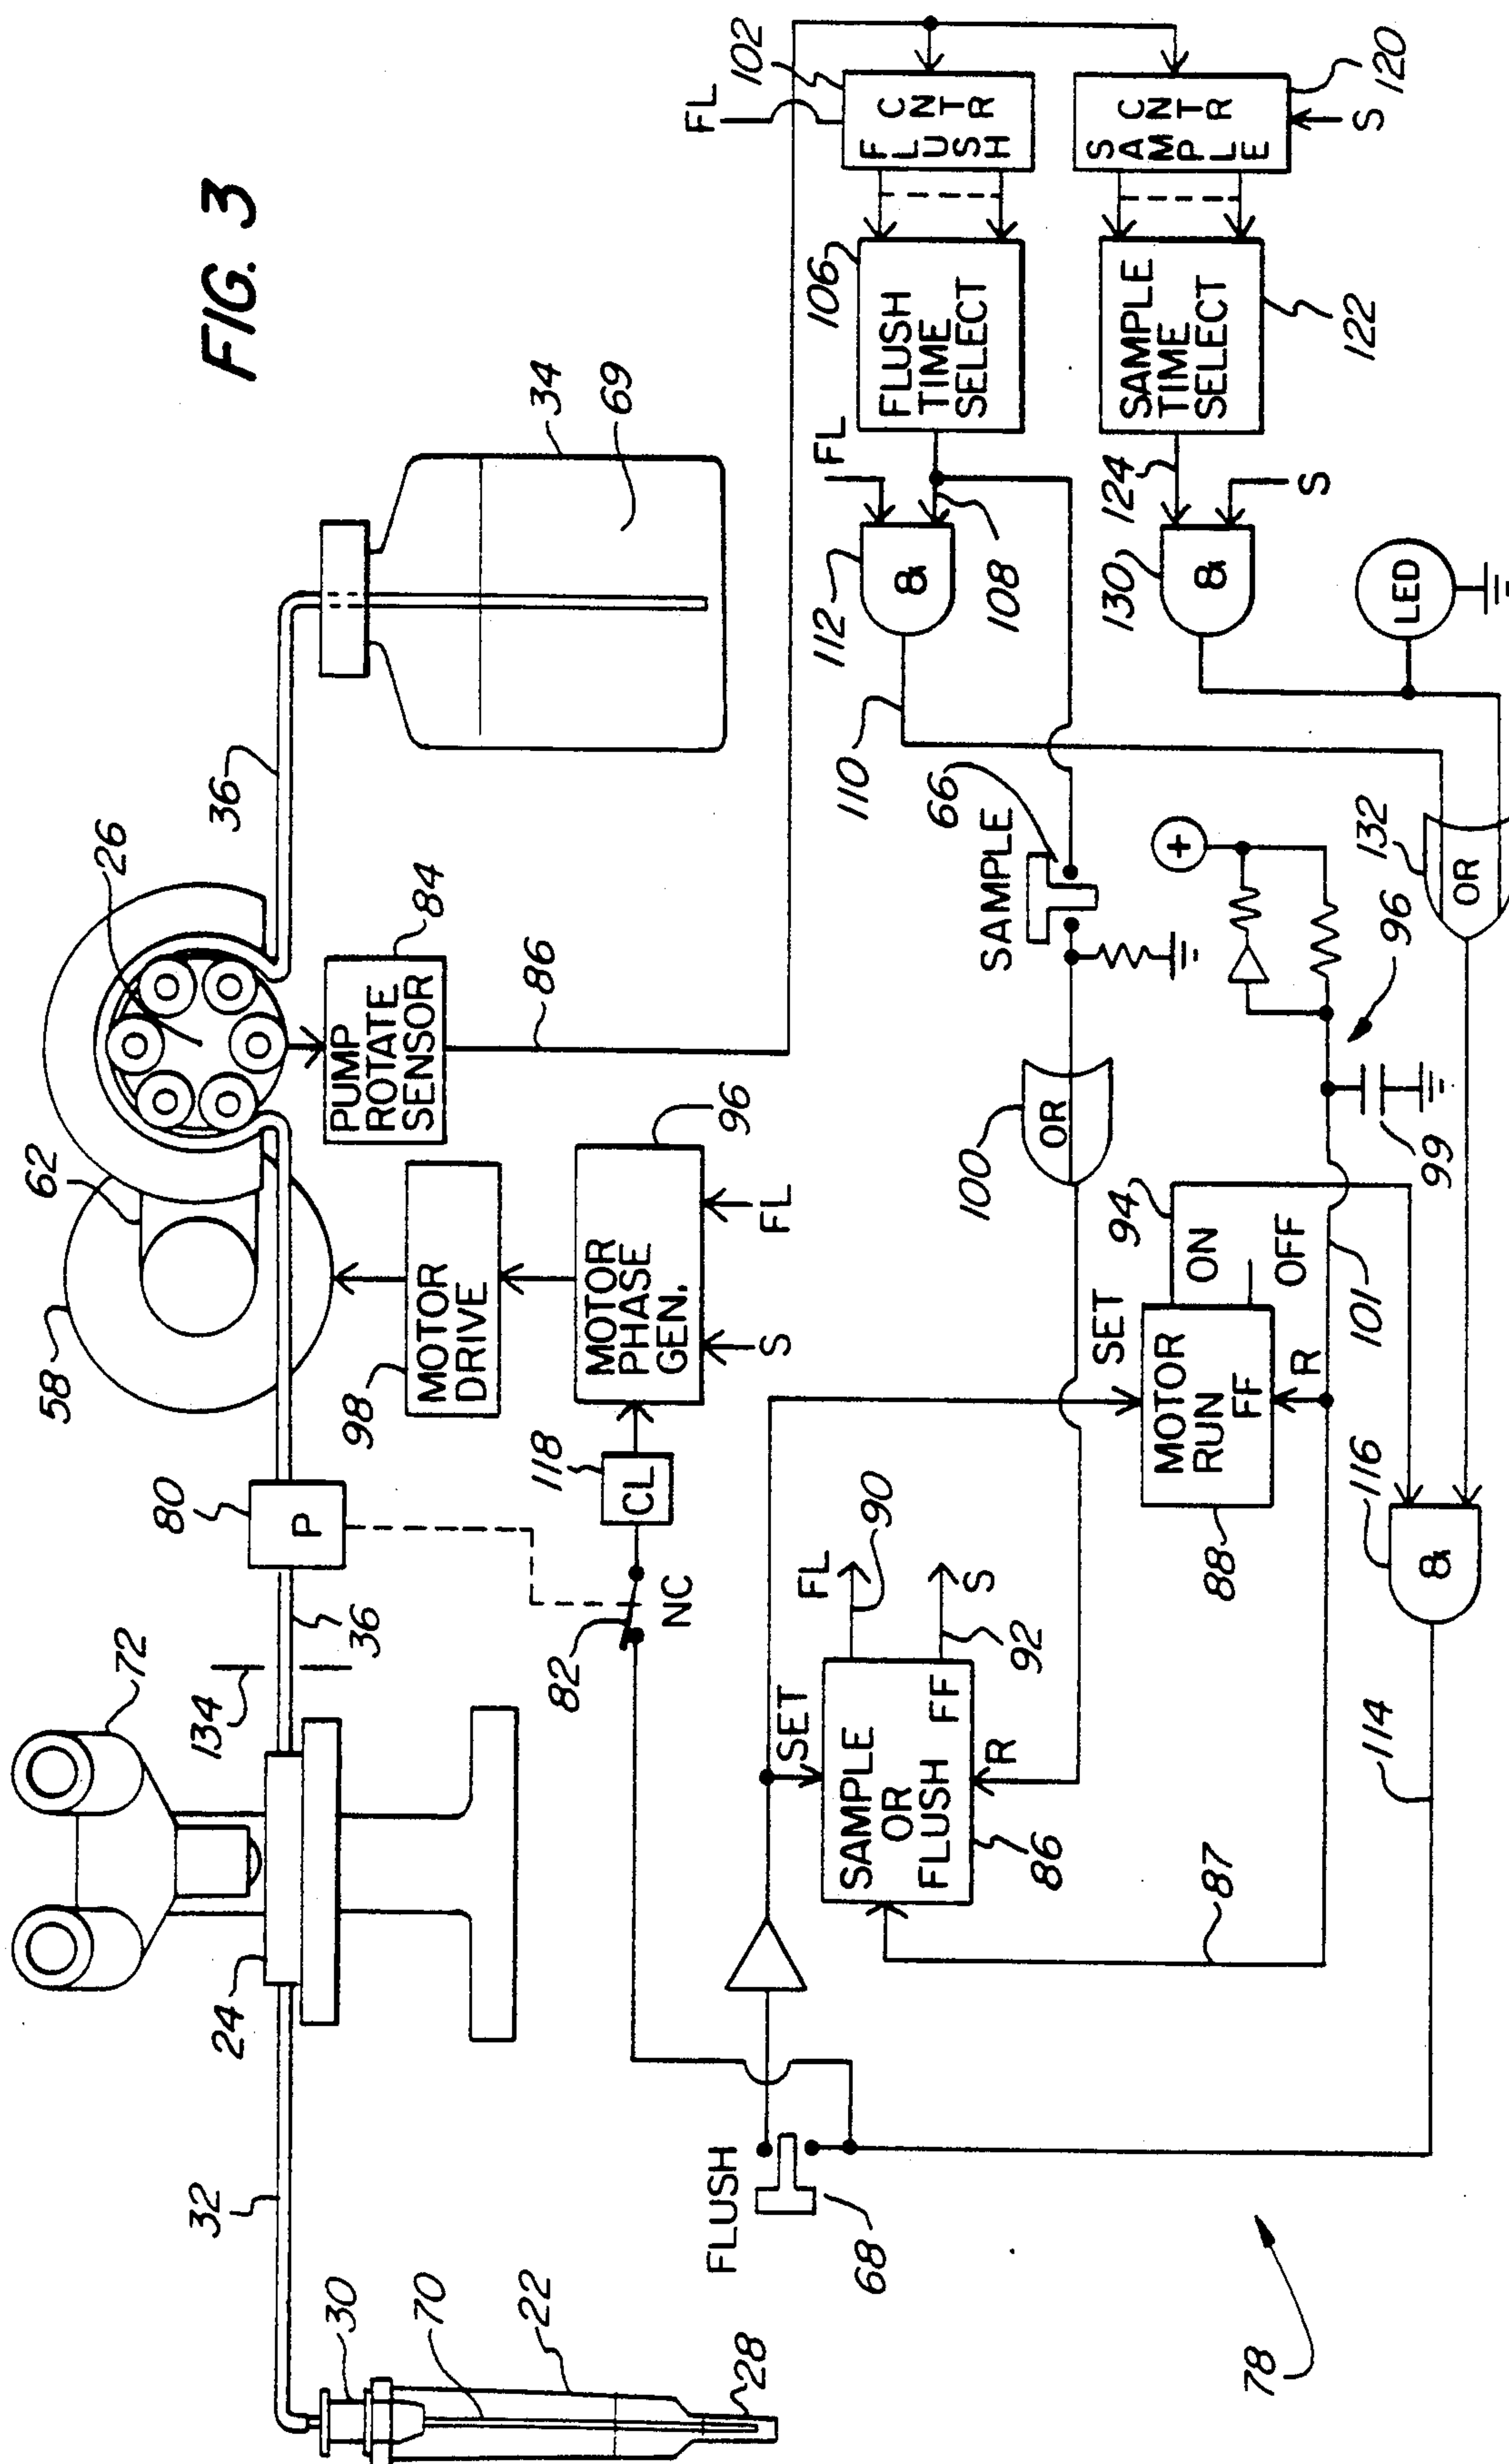 FIG. 3
72
134
24
32
30
70
22
28
36
80
P
58
62
26
36
34
69
PUMP
ROTATE
SENSOR
84
86
98
MOTOR
DRIVE
96
MOTOR
PHASE
GEN.
S
FL
118
CL
82
NC
FLUSH
68
SET
SAMPLE
OR
FLUSH FF
R
86
87
FL
90
S
92
SET
MOTOR
RUN
FF
R
88
ON
OFF
94
101
100
OR
SAMPLE
66
+
96
99
110
112
&
FL
108
106
FLUSH
TIME
SELECT
FL
102
FLUSH
CNTR
SAMPLE
CNTR
120
S
SAMPLE
TIME
SELECT
122
124
S
130
&
LED
132
OR
116
&
114
78